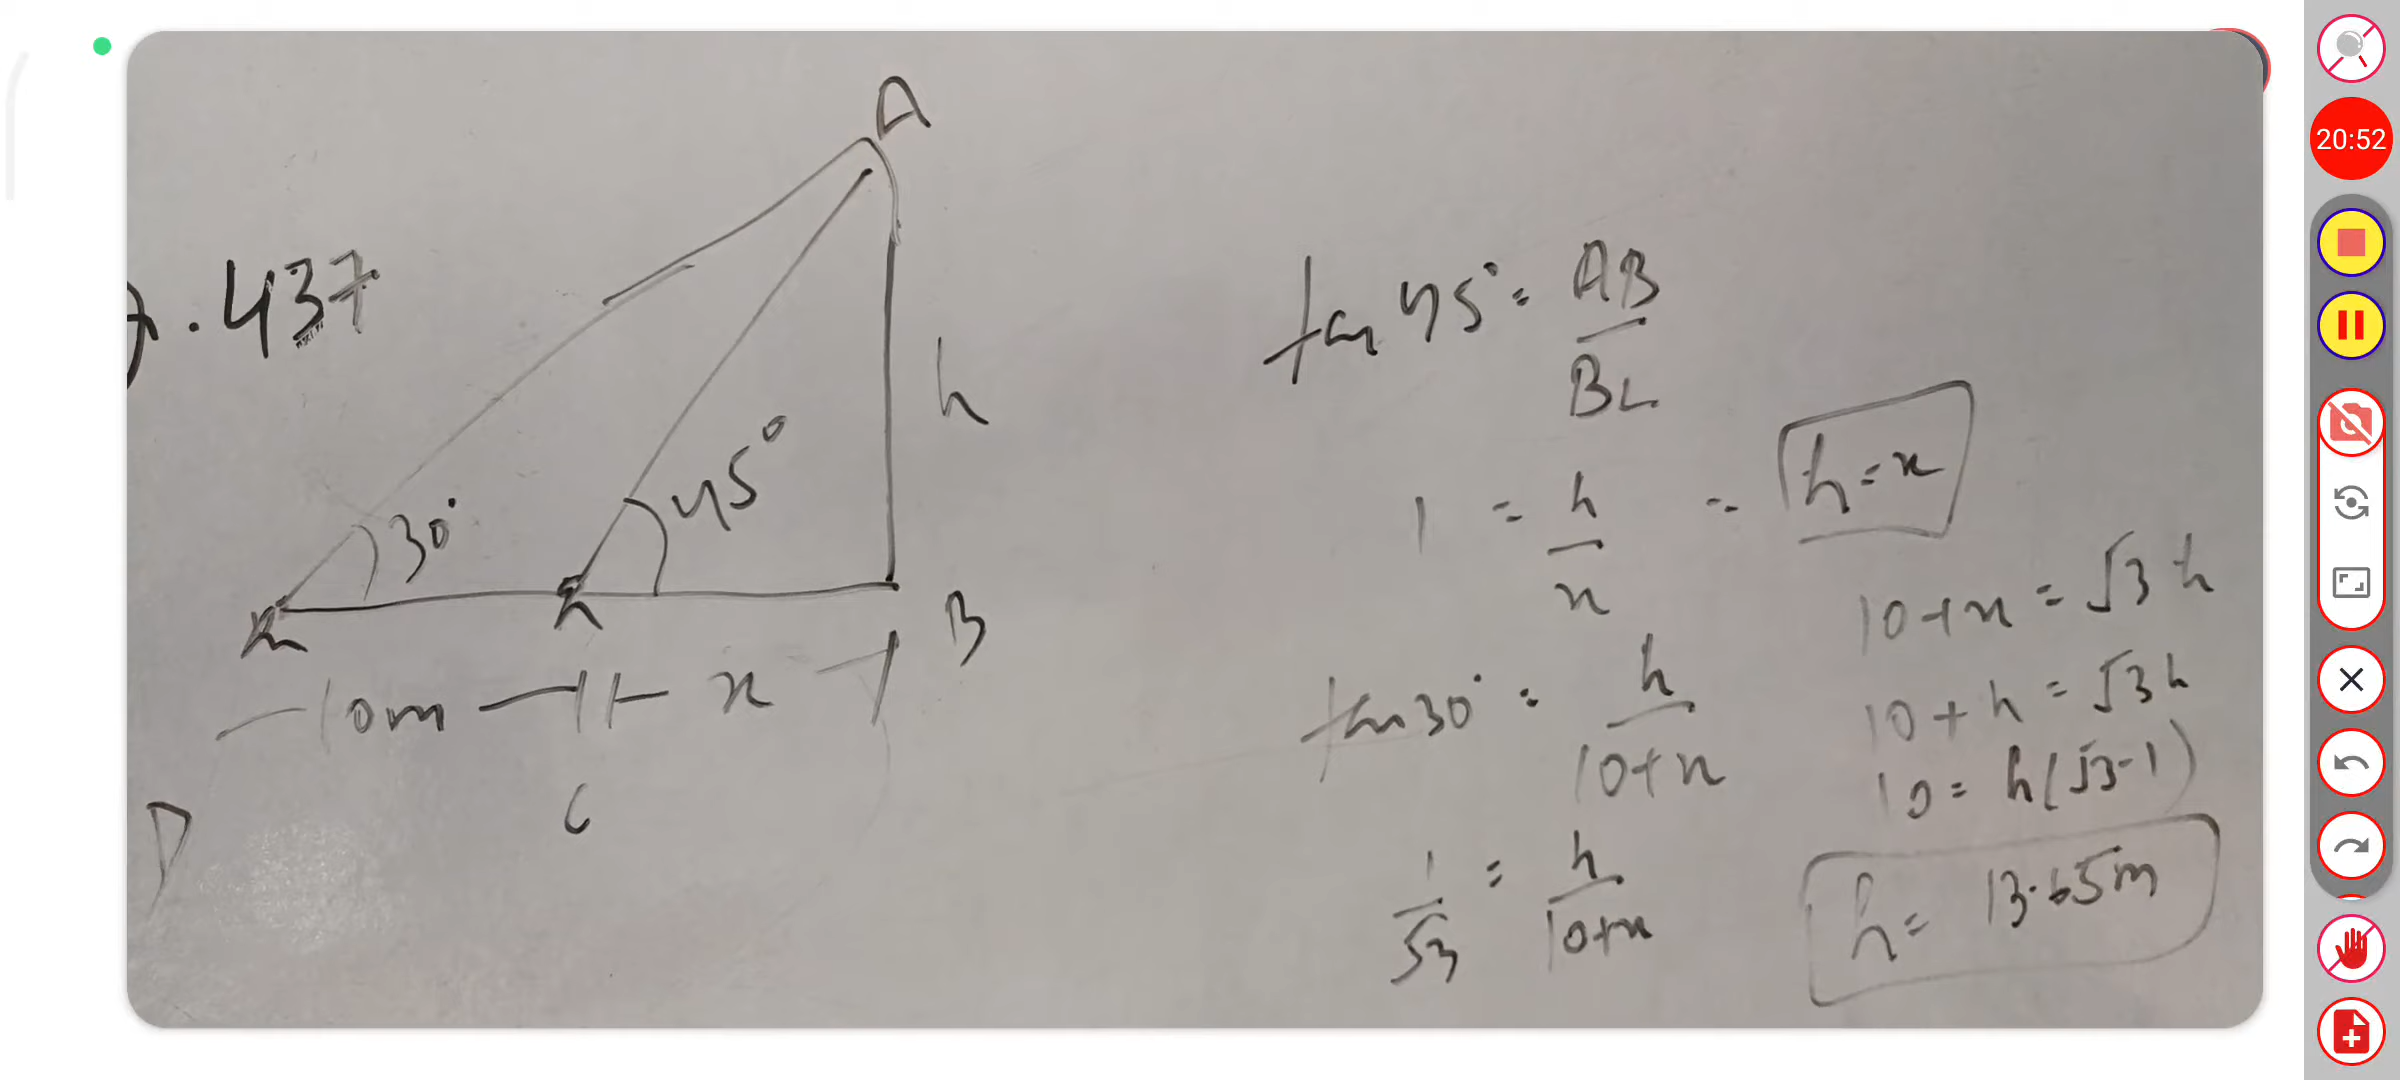 20:52
. 437
A
h
30°
45°
B
10m
x
C
D
tan 45° = AB
BC
1 = h
x
h = x
tan 30° = h
10+x
1 = h
√3 10+x
10+x = √3 h
10+h = √3 h
10 = h(√3-1)
h = 13.65m